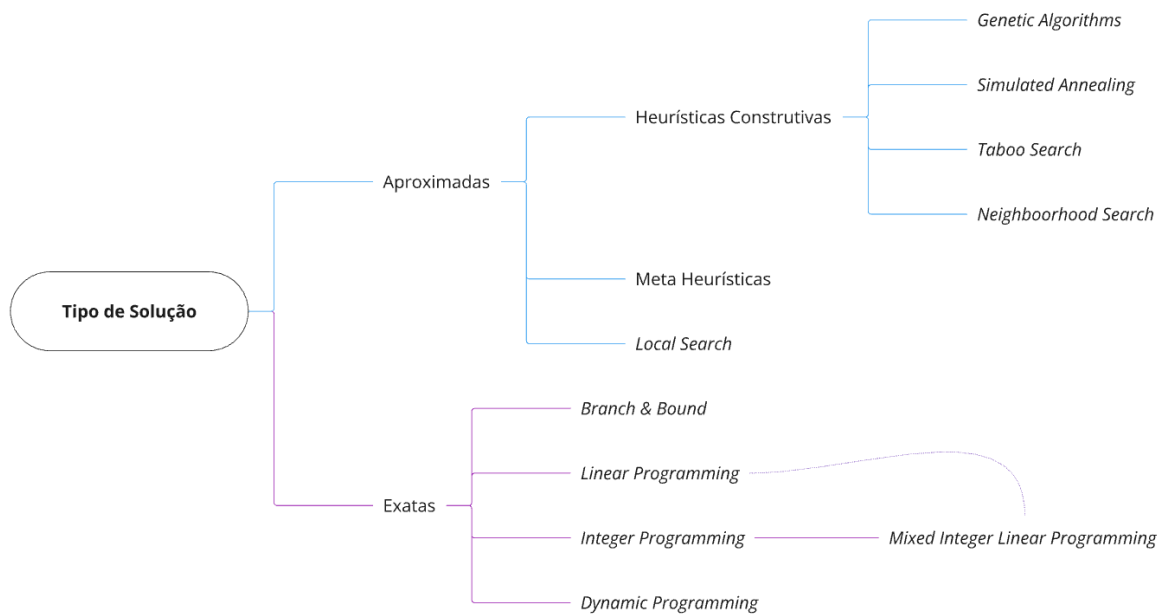 Tipo de Solução
Aproximadas
Heurísticas Construtivas
Genetic Algorithms
Simulated Annealing
Taboo Search
Neighboorhood Search
Meta Heurísticas
Local Search
Exatas
Branch & Bound
Linear Programming
Integer Programming
Mixed Integer Linear Programming
Dynamic Programming